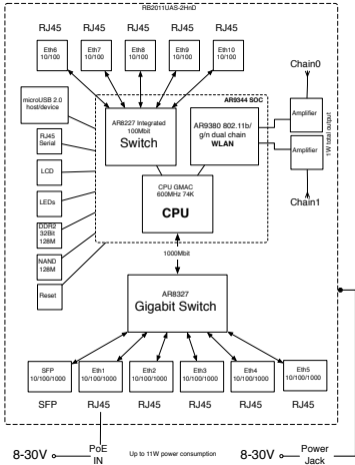 RB2011UAS-2HnD
RJ45 RJ45 RJ45 RJ45 RJ45
Eth6
10/100
Eth7
10/100
Eth8
10/100
Eth9
10/100
Eth10
10/100
Chain0
microUSB 2.0
host/device
AR9344 SOC
AR8227 Integrated
100Mbit
Switch
AR9380 802.11b/
g/n dual chain
WLAN
Amplifier
Amplifier
1W total output
Chain1
RJ45
Serial
LCD
LEDs
DDR2
32Bit
128M
NAND
128M
Reset
CPU GMAC
600MHz 74K
CPU
1000Mbit
AR8327
Gigabit Switch
SFP
10/100/1000
Eth1
10/100/1000
Eth2
10/100/1000
Eth3
10/100/1000
Eth4
10/100/1000
Eth5
10/100/1000
SFP RJ45 RJ45 RJ45 RJ45 RJ45
8-30V
PoE
IN
Up to 11W power consumption
8-30V
Power
Jack